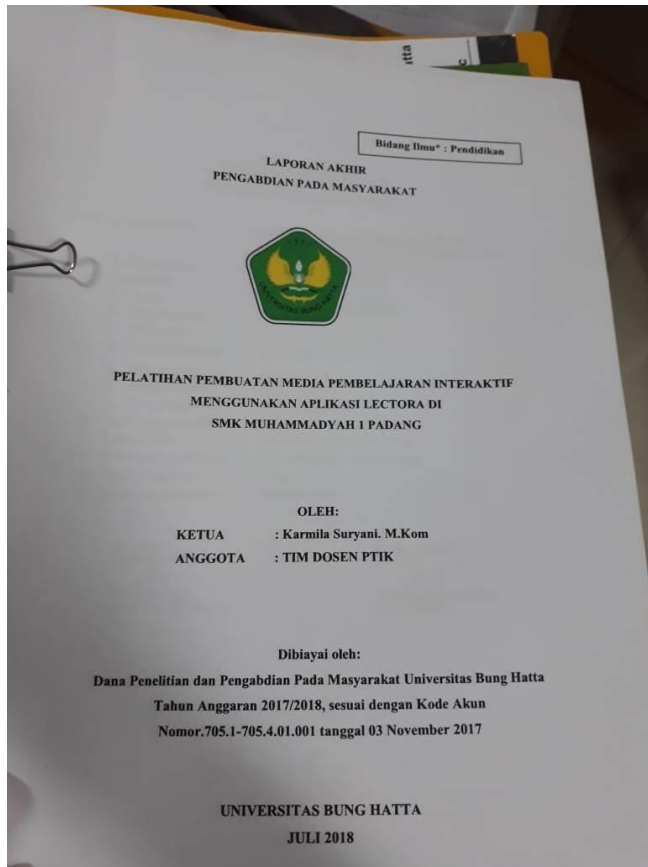 Bidang Ilmu* : Pendidikan
LAPORAN AKHIR
PENGABDIAN PADA MASYARAKAT
UNIVERSITAS BUNG HATTA
PELATIHAN PEMBUATAN MEDIA PEMBELAJARAN INTERAKTIF
MENGGUNAKAN APLIKASI LECTORA DI
SMK MUHAMMADYAH 1 PADANG
OLEH:
KETUA : Karmila Suryani. M.Kom
ANGGOTA : TIM DOSEN PTIK
Dibiayai oleh:
Dana Penelitian dan Pengabdian Pada Masyarakat Universitas Bung Hatta
Tahun Anggaran 2017/2018, sesuai dengan Kode Akun
Nomor.705.1-705.4.01.001 tanggal 03 November 2017
UNIVERSITAS BUNG HATTA
JULI 2018